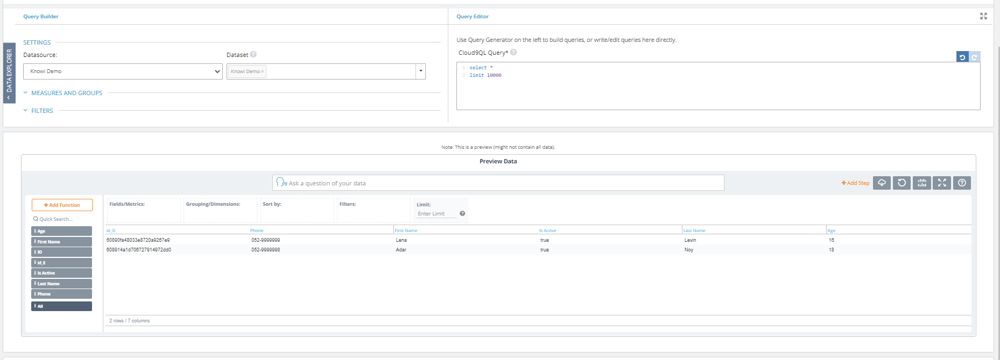 Query Builder
Query Editor
SETTINGS
Datasource:
Dataset ?
Knowi Demo
Knowi Demo ×
MEASURES AND GROUPS
FILTERS
DATA EXPLORER
Use Query Generator on the left to build queries, or write/edit queries here directly.
Cloud9QL Query* ?
1 select *
2 limit 10000
Note: This is a preview (might not contain all data).
Preview Data
Ask a question of your data
+ Add Step
+ Add Function
Quick Search...
Age
First Name
ID
id_0
Is Active
Last Name
Phone
All
Fields/Metrics: Grouping/Dimensions: Sort by: Filters: Limit:
Enter Limit ?
id_0 Phone First Name Is Active Last Name Age
60890fa48033e8720a9267e9 052-9999999 Lena true Levin 16
608914a1d706727914972dd0 052-9999998 Adar true Noy 18
2 rows / 7 columns